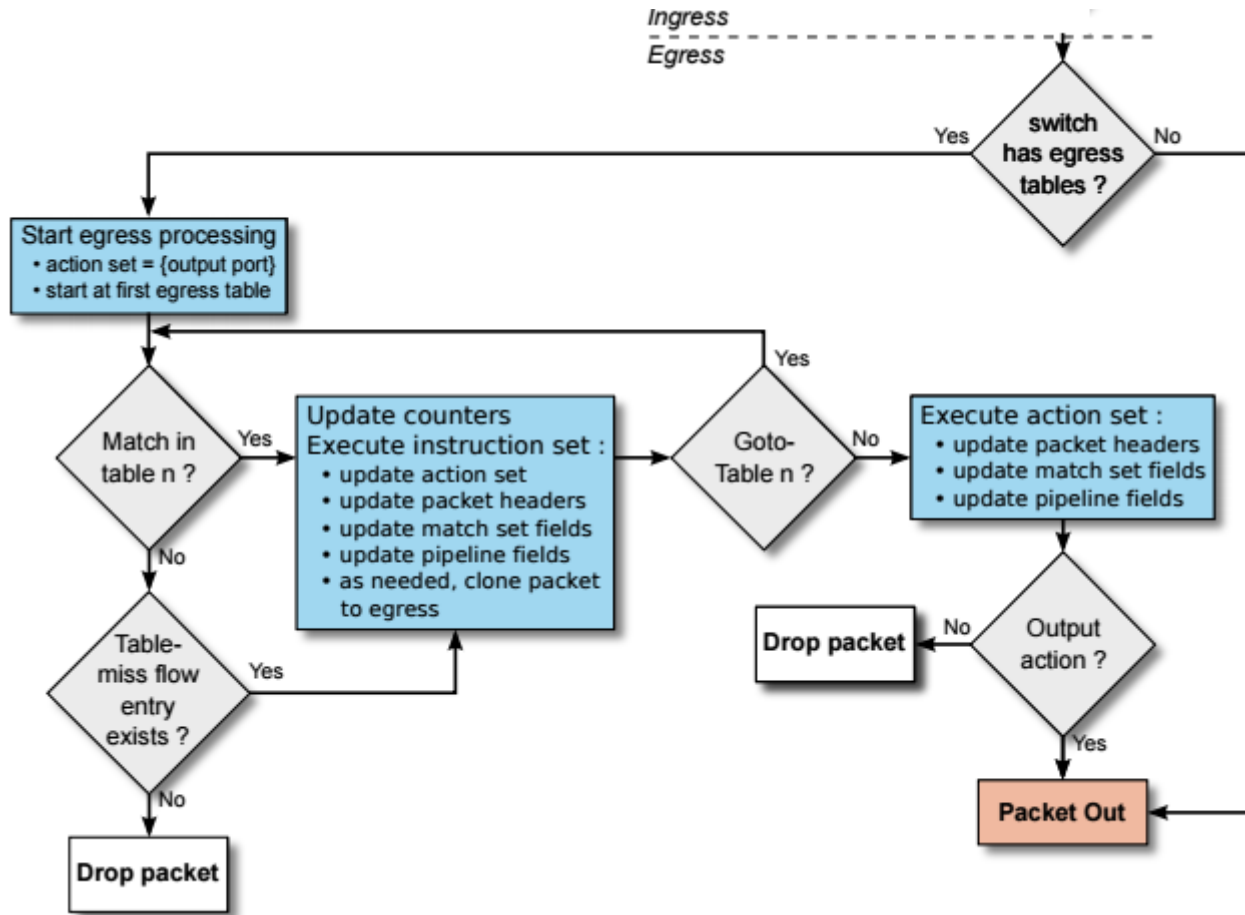 Ingress
Egress
switch
has egress
tables ?
Yes
No
Start egress processing
• action set = {output port}
• start at first egress table
Yes
Match in
table n ?
Yes
No
Update counters
Execute instruction set :
• update action set
• update packet headers
• update match set fields
• update pipeline fields
• as needed, clone packet
to egress
Goto-
Table n ?
No
Execute action set :
• update packet headers
• update match set fields
• update pipeline fields
Table-
miss flow
entry
exists ?
Yes
No
Drop packet
Output
action ?
No
Drop packet
Yes
Packet Out